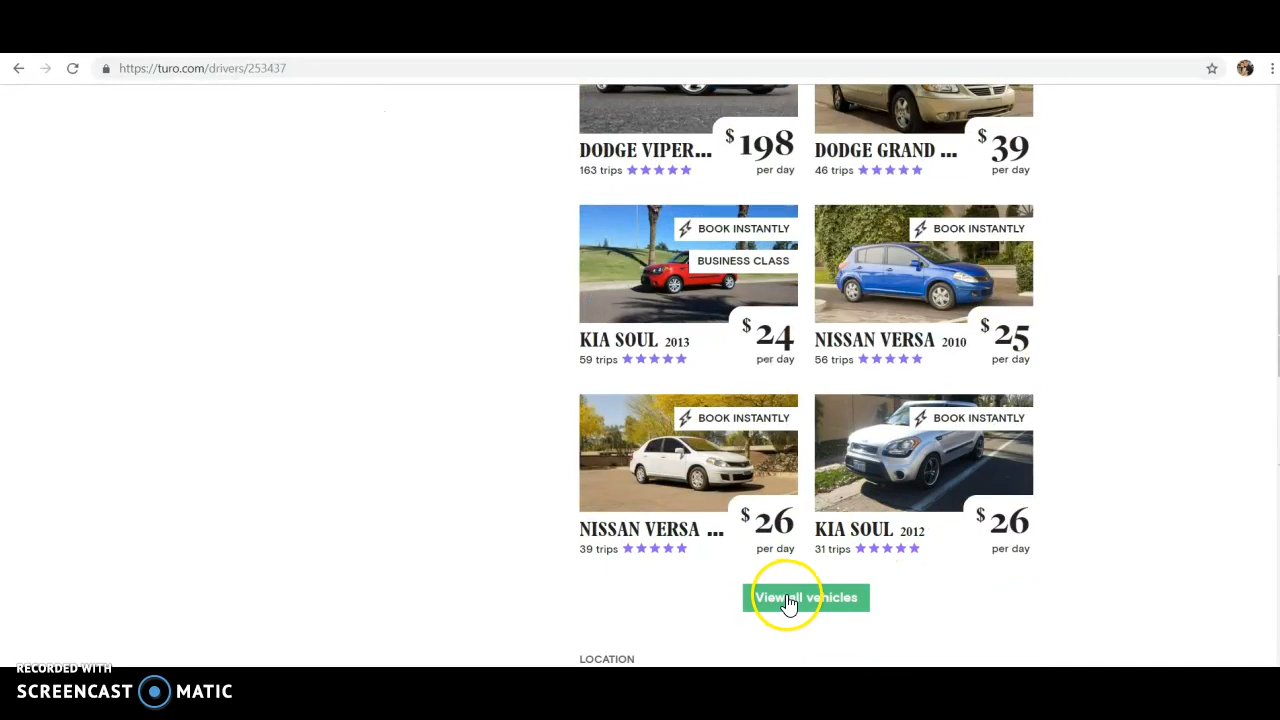 https://turo.com/drivers/253437
$198
DODGE VIPER...
163 trips
per day
$39
DODGE GRAND ...
46 trips
per day
BOOK INSTANTLY
BUSINESS CLASS
$24
KIA SOUL 2013
59 trips
per day
BOOK INSTANTLY
$25
NISSAN VERSA 2010
56 trips
per day
BOOK INSTANTLY
$26
NISSAN VERSA ...
39 trips
per day
BOOK INSTANTLY
$26
KIA SOUL 2012
31 trips
per day
View all vehicles
LOCATION
RECORDED WITH
SCREENCAST MATIC